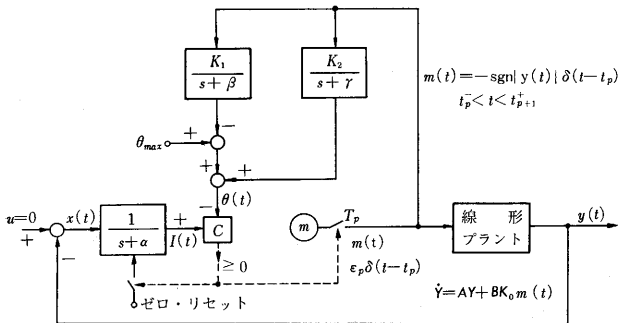 K₁
s+β
K₂
s+γ
m(t)=−sgn|y(t)|δ(t−tₚ)
tₚ⁻<t<tₚ₊₁⁺
−
θmax
+
+
+
θ(t)
−
u=0
+
x(t)
−
1
s+α
+
I(t)
C
≥0
m
Tₚ
m(t)
εₚδ(t−tₚ)
線形
プラント
y(t)
ゼロ・リセット
Ẏ=AY+BK₀m(t)